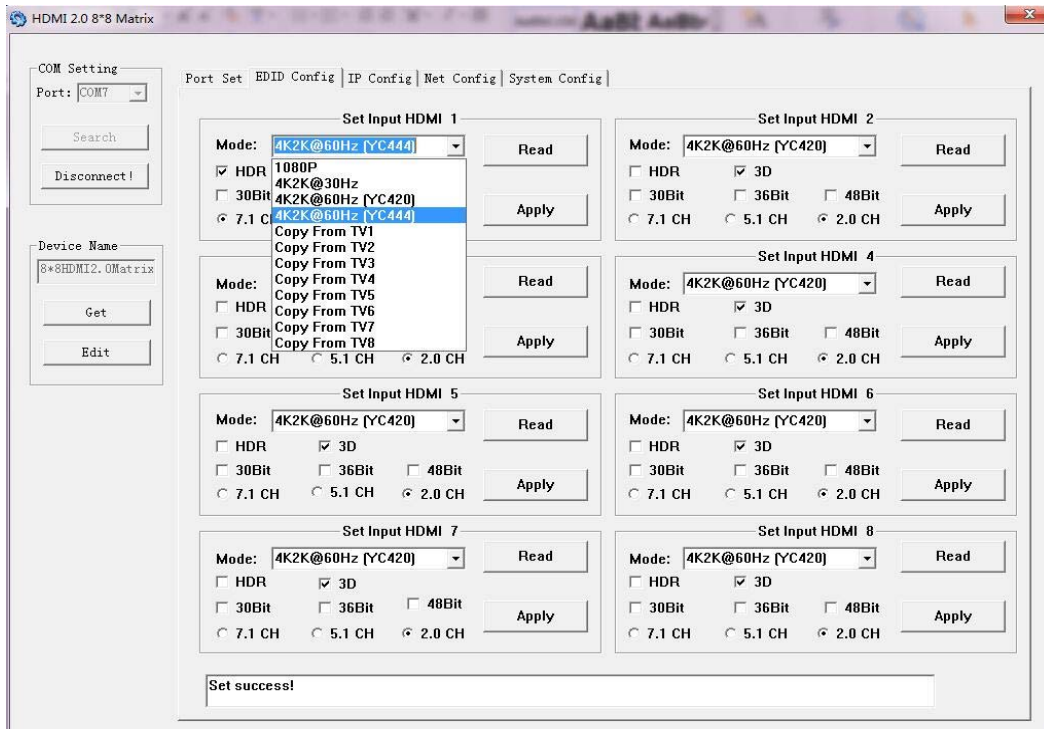 HDMI 2.0 8*8 Matrix
COM Setting
Port: COM7
Search
Disconnect!
Device Name
8*8HDMI2.0Matrix
Get
Edit
Port Set EDID Config IP Config Net Config System Config
Set Input HDMI 1
Mode: 4K2K@60Hz (YC444) Read
HDR
30Bit
7.1 C Apply
1080P
4K2K@30Hz
4K2K@60Hz (YC420)
4K2K@60Hz (YC444)
Copy From TV1
Copy From TV2
Copy From TV3
Copy From TV4
Copy From TV5
Copy From TV6
Copy From TV7
Copy From TV8
Set Input HDMI 2
Mode: 4K2K@60Hz (YC420) Read
HDR 3D
30Bit 36Bit 48Bit
7.1 CH 5.1 CH 2.0 CH Apply
Mode: Read
HDR
30Bit
7.1 CH 5.1 CH 2.0 CH Apply
Set Input HDMI 4
Mode: 4K2K@60Hz (YC420) Read
HDR 3D
30Bit 36Bit 48Bit
7.1 CH 5.1 CH 2.0 CH Apply
Set Input HDMI 5
Mode: 4K2K@60Hz (YC420) Read
HDR 3D
30Bit 36Bit 48Bit
7.1 CH 5.1 CH 2.0 CH Apply
Set Input HDMI 6
Mode: 4K2K@60Hz (YC420) Read
HDR 3D
30Bit 36Bit 48Bit
7.1 CH 5.1 CH 2.0 CH Apply
Set Input HDMI 7
Mode: 4K2K@60Hz (YC420) Read
HDR 3D
30Bit 36Bit 48Bit
7.1 CH 5.1 CH 2.0 CH Apply
Set Input HDMI 8
Mode: 4K2K@60Hz (YC420) Read
HDR 3D
30Bit 36Bit 48Bit
7.1 CH 5.1 CH 2.0 CH Apply
Set success!